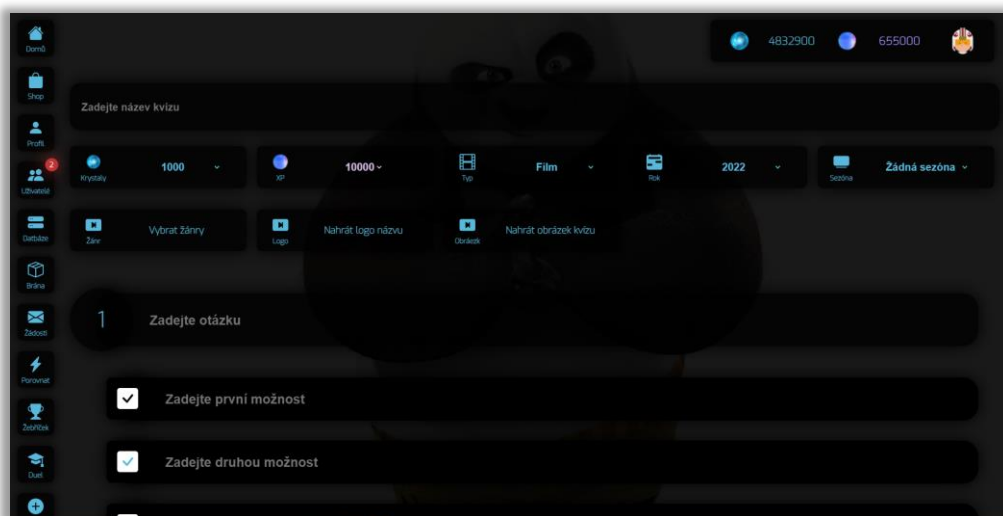 Domů
4832900 655000
Shop
Zadejte název kvízu
Profil
2
Uživatelé
Krystaly 1000 XP 10000 Typ Film Rok 2022 Sezóna Žádná sezóna
Databáze
Žánr Vybrat žánry Logo Nahrát logo názvu Obrázek Nahrát obrázek kvízu
Brána
Žádosti
1 Zadejte otázku
Porovnat
Zadejte první možnost
Žebříček
Zadejte druhou možnost
Duel